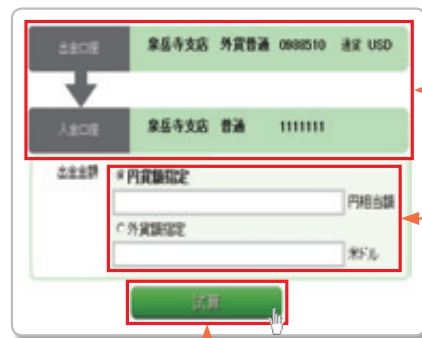 出金口座 泉岳寺支店 外貨普通 0988510 通貨 USD
入金口座 泉岳寺支店 普通 1111111
出金金額
円貨額指定
円相当額
外貨額指定
米ドル
試算